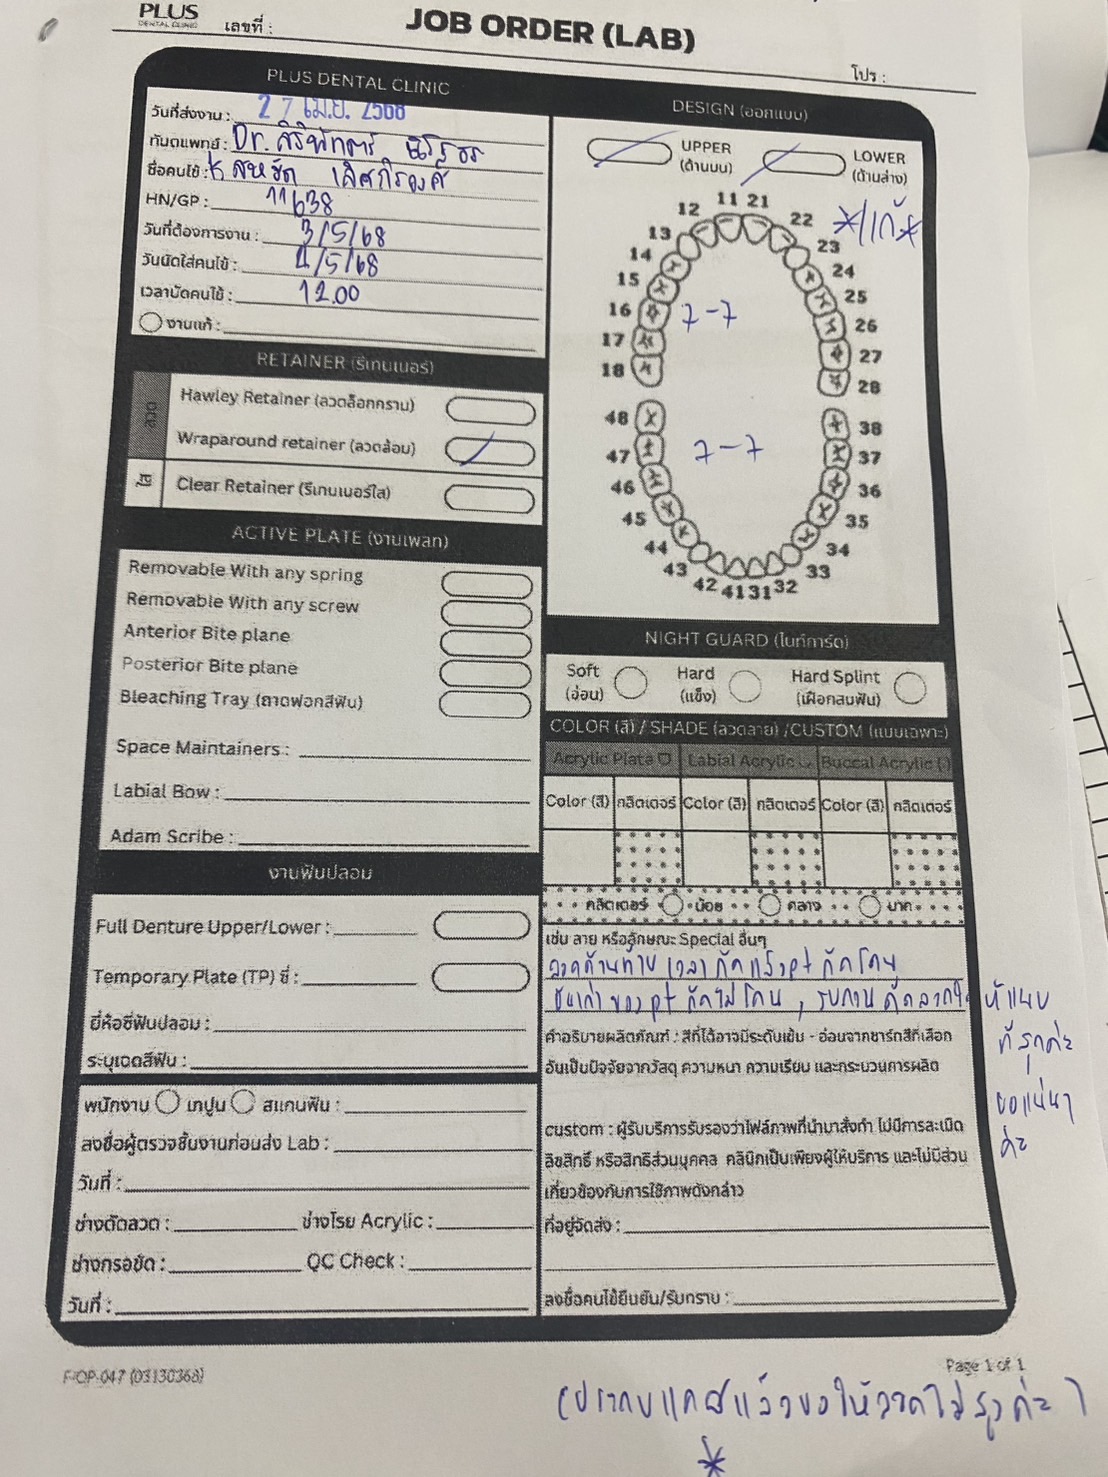 PLUS
DENTAL CLINIC
เลขที่ :
JOB ORDER (LAB)
โปร :
PLUS DENTAL CLINIC
วันที่ส่งงาน : 27 เม.ย. 2568
ทันตแพทย์ : Dr.
ชื่อคนไข้ :
HN/GP : 11638
วันที่ต้องการงาน : 3/5/68
วันนัดใส่คนไข้ : 4/5/68
เวลานัดคนไข้ : 12.00
งานแก้ :
RETAINER (รีเทนเนอร์)
ลวด
Hawley Retainer (ลวดล็อกกราม)
Wraparound retainer (ลวดล้อม)
ใส
Clear Retainer (รีเทนเนอร์ใส)
ACTIVE PLATE (งานเพลท)
Removable With any spring
Removable With any screw
Anterior Bite plane
Posterior Bite plane
Bleaching Tray (ถาดฟอกสีฟัน)
Space Maintainers :
Labial Bow :
Adam Scribe :
งานฟันปลอม
Full Denture Upper/Lower :
Temporary Plate (TP) ซี่ :
ยี่ห้อซี่ฟันปลอม :
ระบุเฉดสีฟัน :
พนักงาน เทปูน สแกนฟัน :
ลงชื่อผู้ตรวจชิ้นงานก่อนส่ง Lab :
วันที่ :
ช่างดัดลวด : ช่างโรย Acrylic :
ช่างกรอขัด : QC Check :
วันที่ :
DESIGN (ออกแบบ)
UPPER
(ด้านบน)
LOWER
(ด้านล่าง)
*แก้*
11 21
12 22
13 23
14 24
15 25
16 7-7 26
17 27
18 28
48 38
47 7-7 37
46 36
45 35
44 34
43 33
42 41 31 32
NIGHT GUARD (ไนท์การ์ด)
Soft Hard Hard Splint
(อ่อน) (แข็ง) (เฝือกสบฟัน)
COLOR (สี) / SHADE (ลวดลาย) /CUSTOM (แบบเฉพาะ)
Acrylic Plate Labial Acrylic Buccal Acrylic
Color (สี) กลิตเตอร์ Color (สี) กลิตเตอร์ Color (สี) กลิตเตอร์
กลิตเตอร์ น้อย กลาง มาก
เช่น ลาย หรือลักษณะ Special อื่นๆ
ลวดด้านท้าย เวลากัดแล้ว pt กัดโดน
ชิ้นเก่าของ pt กัดไม่โดน , รบกวนดัดลวดให้แนบ
ที่สุดค่ะ
ขอแน่นๆ
ค่ะ
คำอธิบายผลิตภัณฑ์ : สีที่ได้อาจมีระดับเข้ม - อ่อนจากชาร์ตสีที่เลือก
อันเป็นปัจจัยจากวัสดุ ความหนา ความเรียบ และกระบวนการผลิต
custom : ผู้รับบริการรับรองว่าไฟล์ภาพที่นำมาสั่งทำ ไม่มีการละเมิด
ลิขสิทธิ์ หรือสิทธิส่วนบุคคล คลินิกเป็นเพียงผู้ให้บริการ และไม่มีส่วน
เกี่ยวข้องกับการใช้ภาพดังกล่าว
ที่อยู่จัดส่ง :
ลงชื่อคนไข้ยืนยัน/รับทราบ :
F-OP-047 (03130368)
Page 1 of 1
แล้วขอให้ลวดไม่สูงค่ะ )
*